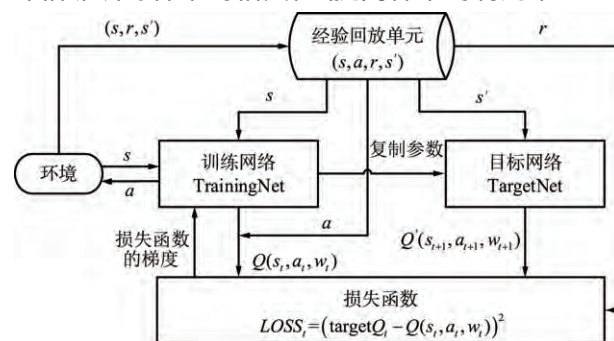 (s,r,s′)
经验回放单元
(s,a,r,s′)
r
s
s′
环境
s
a
训练网络
TrainingNet
复制参数
目标网络
TargetNet
损失函数
的梯度
a
Q(s_t,a_t,w_t)
Q′(s_{t+1},a_{t+1},w_{t+1})
损失函数
LOSS_t=(targetQ_t−Q(s_t,a_t,w_t))²